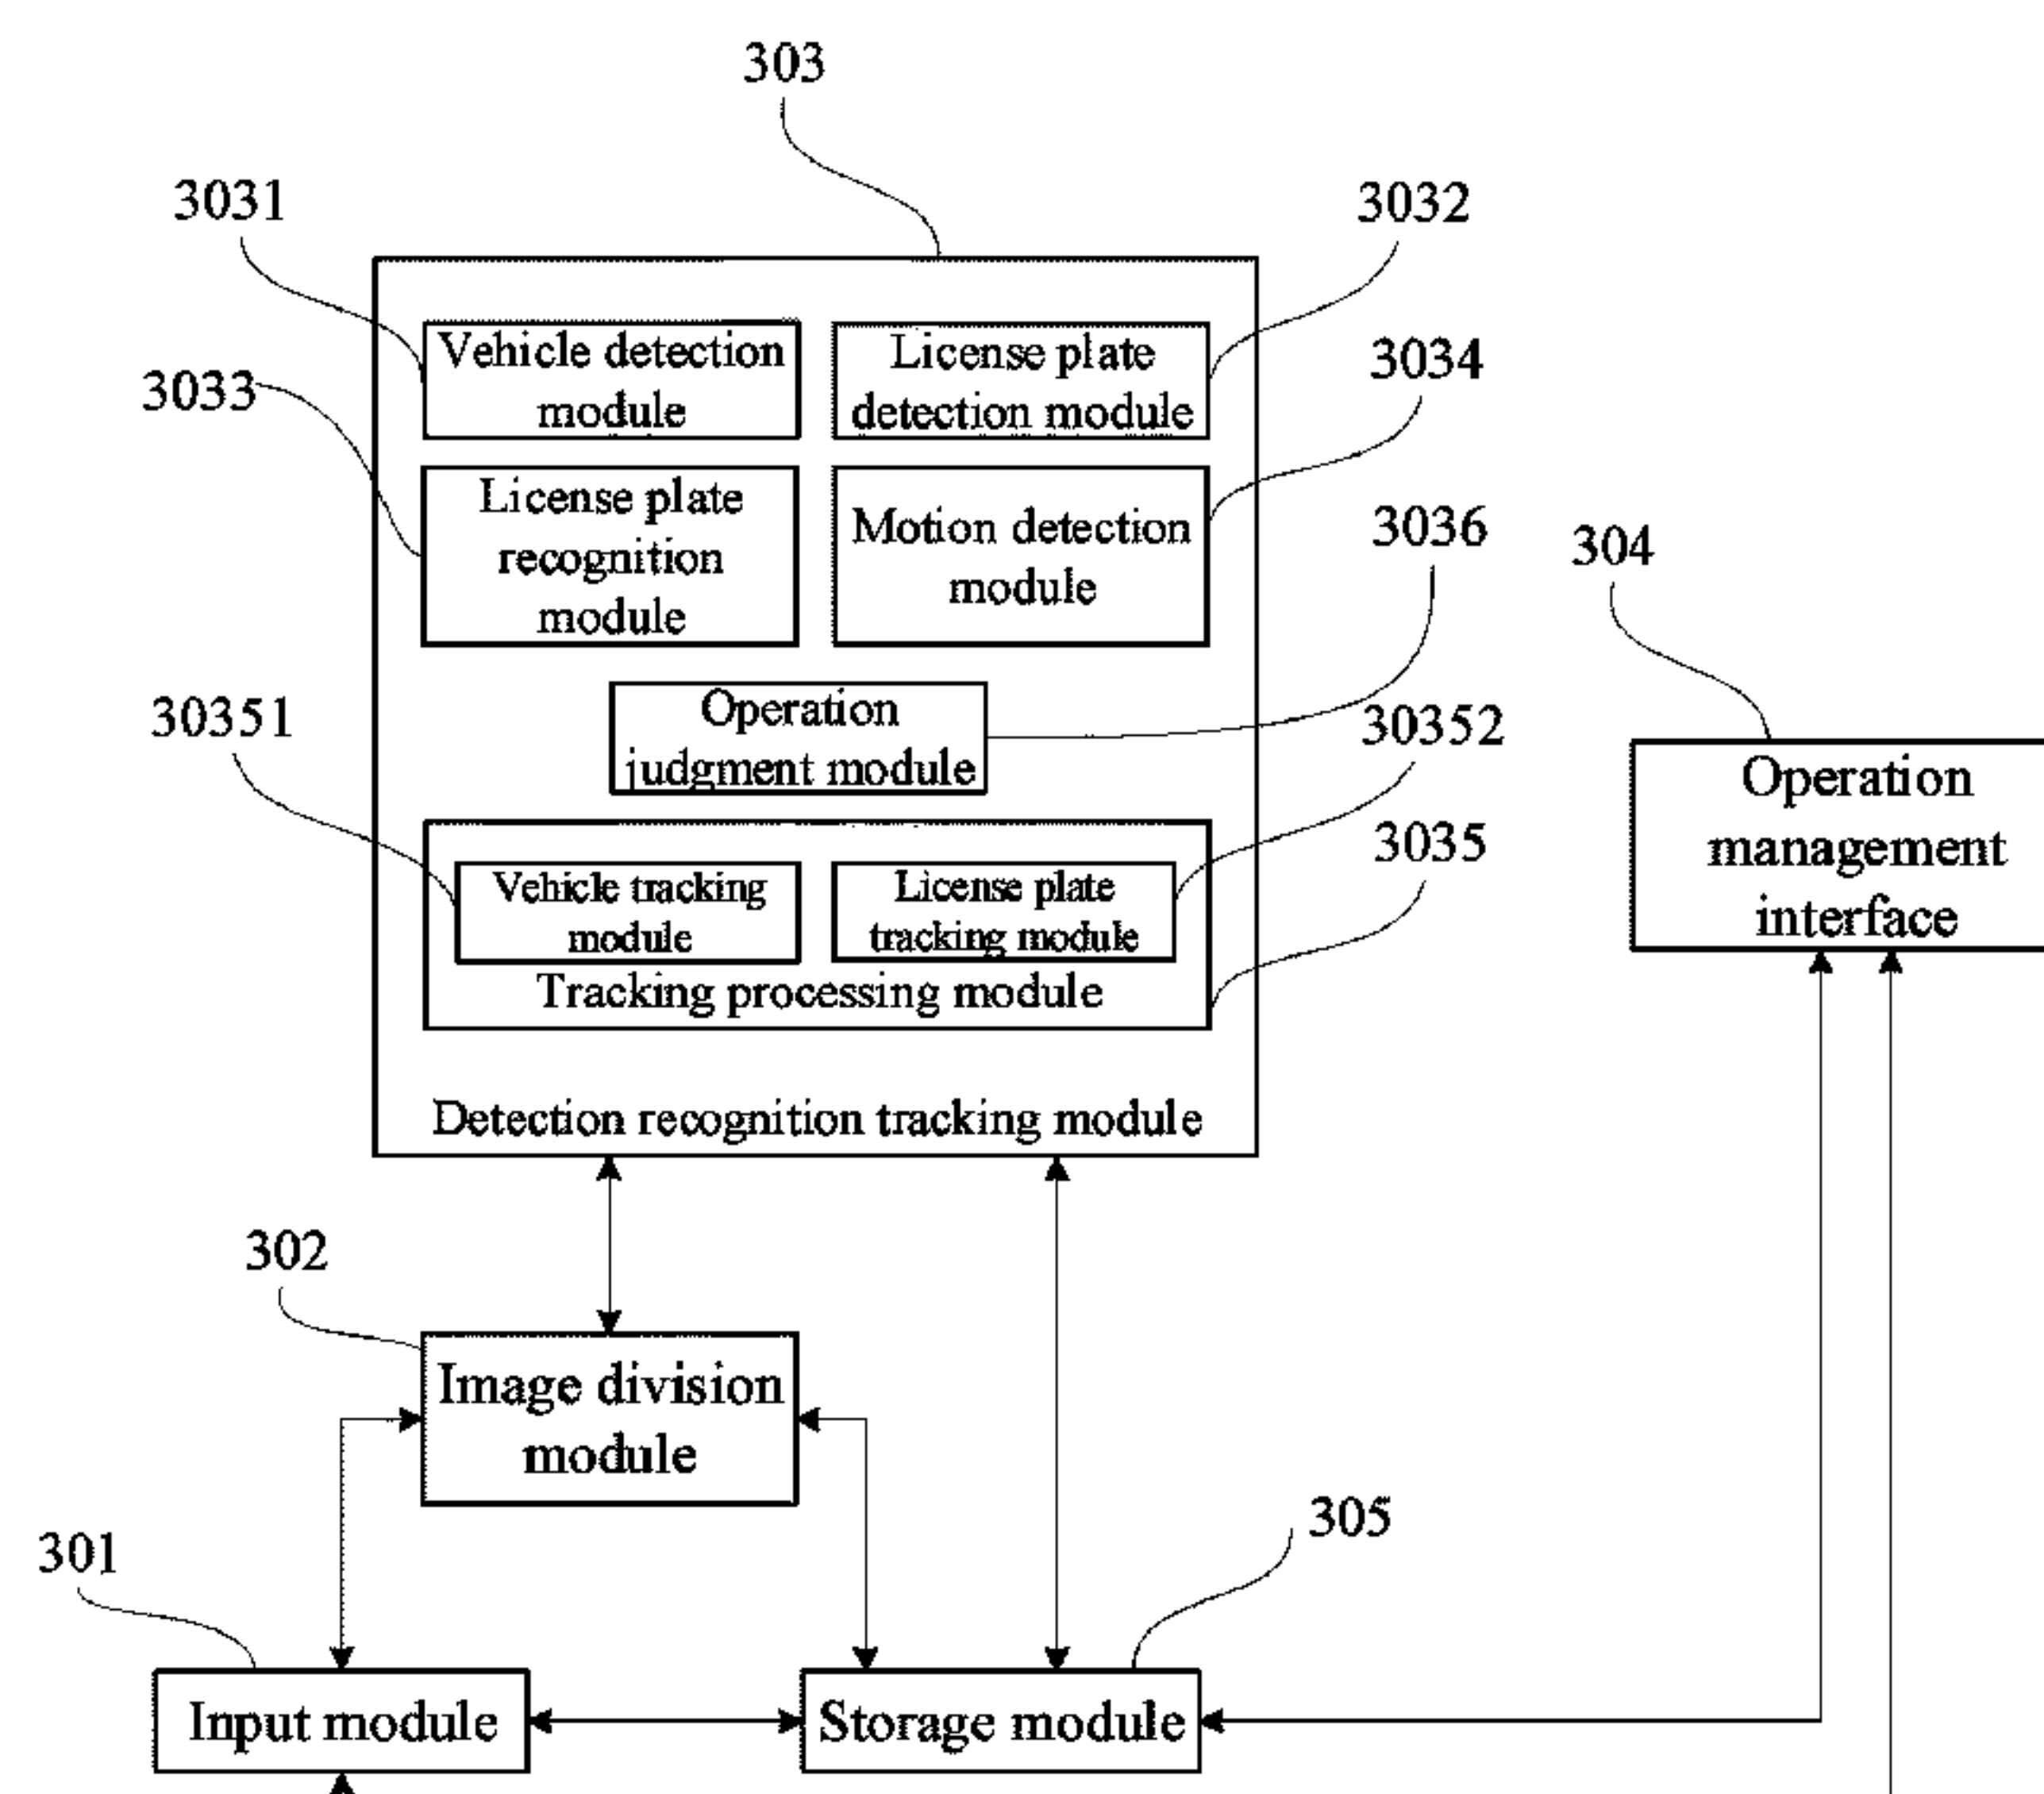 303
3031
3032
Vehicle detection
module
License plate
detection module
3033
3034
License plate
recognition
module
Motion detection
module
3036
304
Operation
judgment module
30351
30352
Operation
management
interface
3035
Vehicle tracking
module
License plate
tracking module
Tracking processing module
Detection recognition tracking module
302
Image division
module
301
305
Input module
Storage module